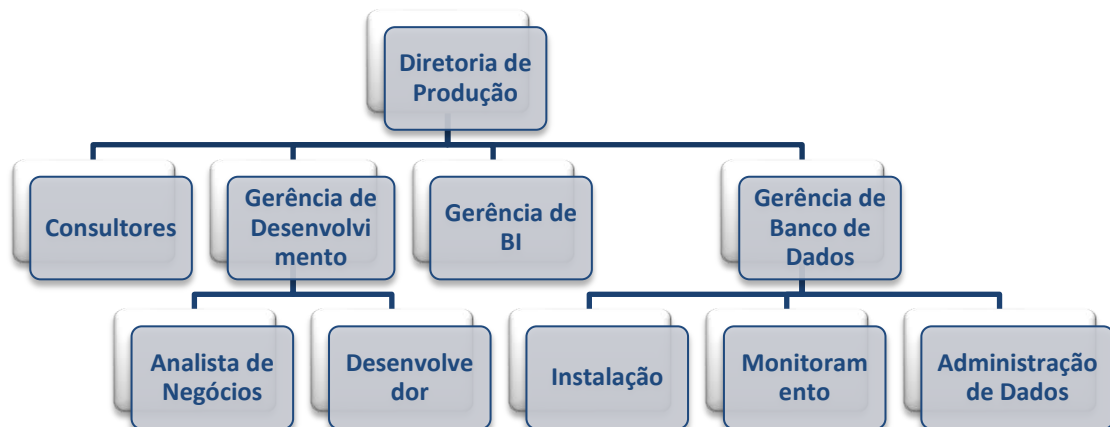 Diretoria de
Produção
Consultores
Gerência de
Desenvolvi
mento
Gerência de
BI
Gerência de
Banco de
Dados
Analista de
Negócios
Desenvolve
dor
Instalação
Monitoram
ento
Administração
de Dados